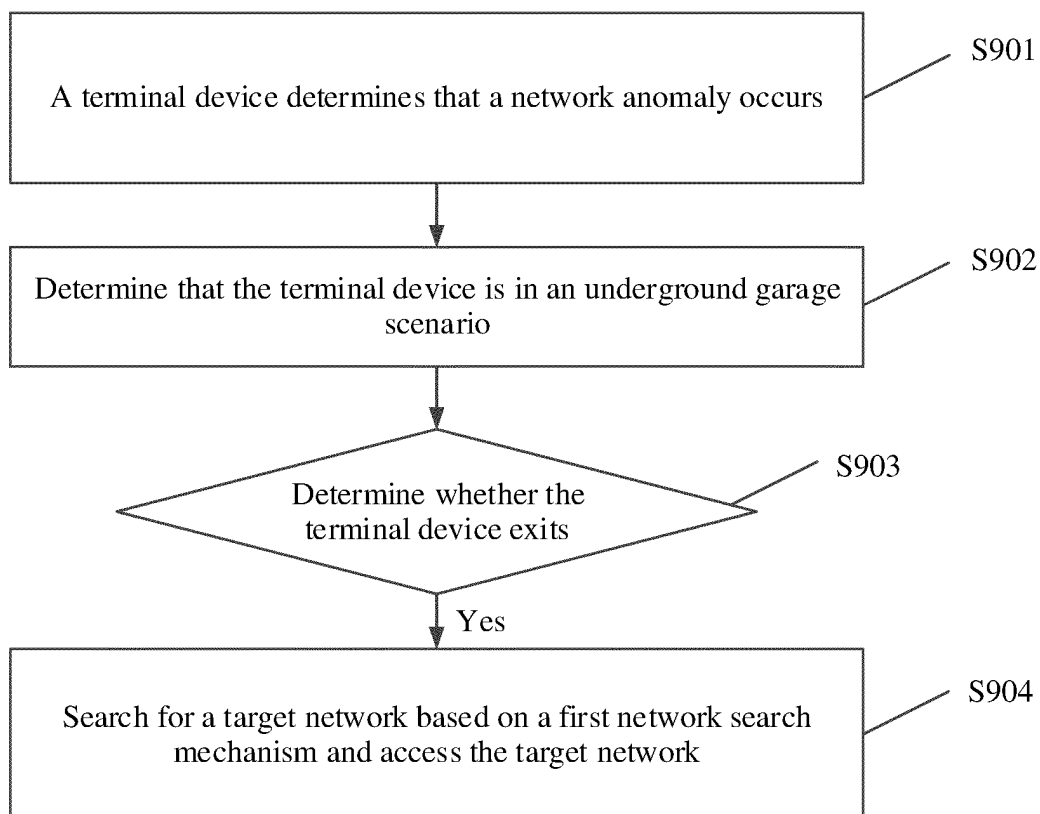 S901
A terminal device determines that a network anomaly occurs
S902
Determine that the terminal device is in an underground garage
scenario
S903
Determine whether the
terminal device exits
Yes
S904
Search for a target network based on a first network search
mechanism and access the target network